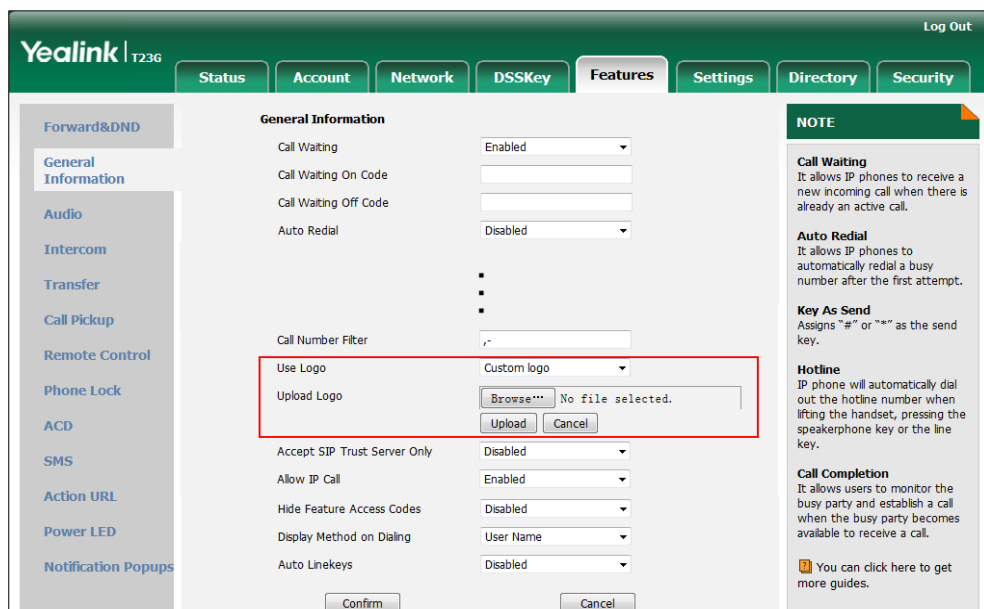 Log Out
Yealink T23G
Status Account Network DSSKey Features Settings Directory Security
Forward&DND
General
Information
Audio
Intercom
Transfer
Call Pickup
Remote Control
Phone Lock
ACD
SMS
Action URL
Power LED
Notification Popups
General Information
Call Waiting Enabled
Call Waiting On Code
Call Waiting Off Code
Auto Redial Disabled
Call Number Filter ,-
Use Logo Custom logo
Upload Logo Browse... No file selected.
Upload Cancel
Accept SIP Trust Server Only Disabled
Allow IP Call Enabled
Hide Feature Access Codes Disabled
Display Method on Dialing User Name
Auto Linekeys Disabled
Confirm Cancel
NOTE
Call Waiting
It allows IP phones to receive a
new incoming call when there is
already an active call.
Auto Redial
It allows IP phones to
automatically redial a busy
number after the first attempt.
Key As Send
Assigns "#" or "*" as the send
key.
Hotline
IP phone will automatically dial
out the hotline number when
lifting the handset, pressing the
speakerphone key or the line
key.
Call Completion
It allows users to monitor the
busy party and establish a call
when the busy party becomes
available to receive a call.
You can click here to get
more guides.